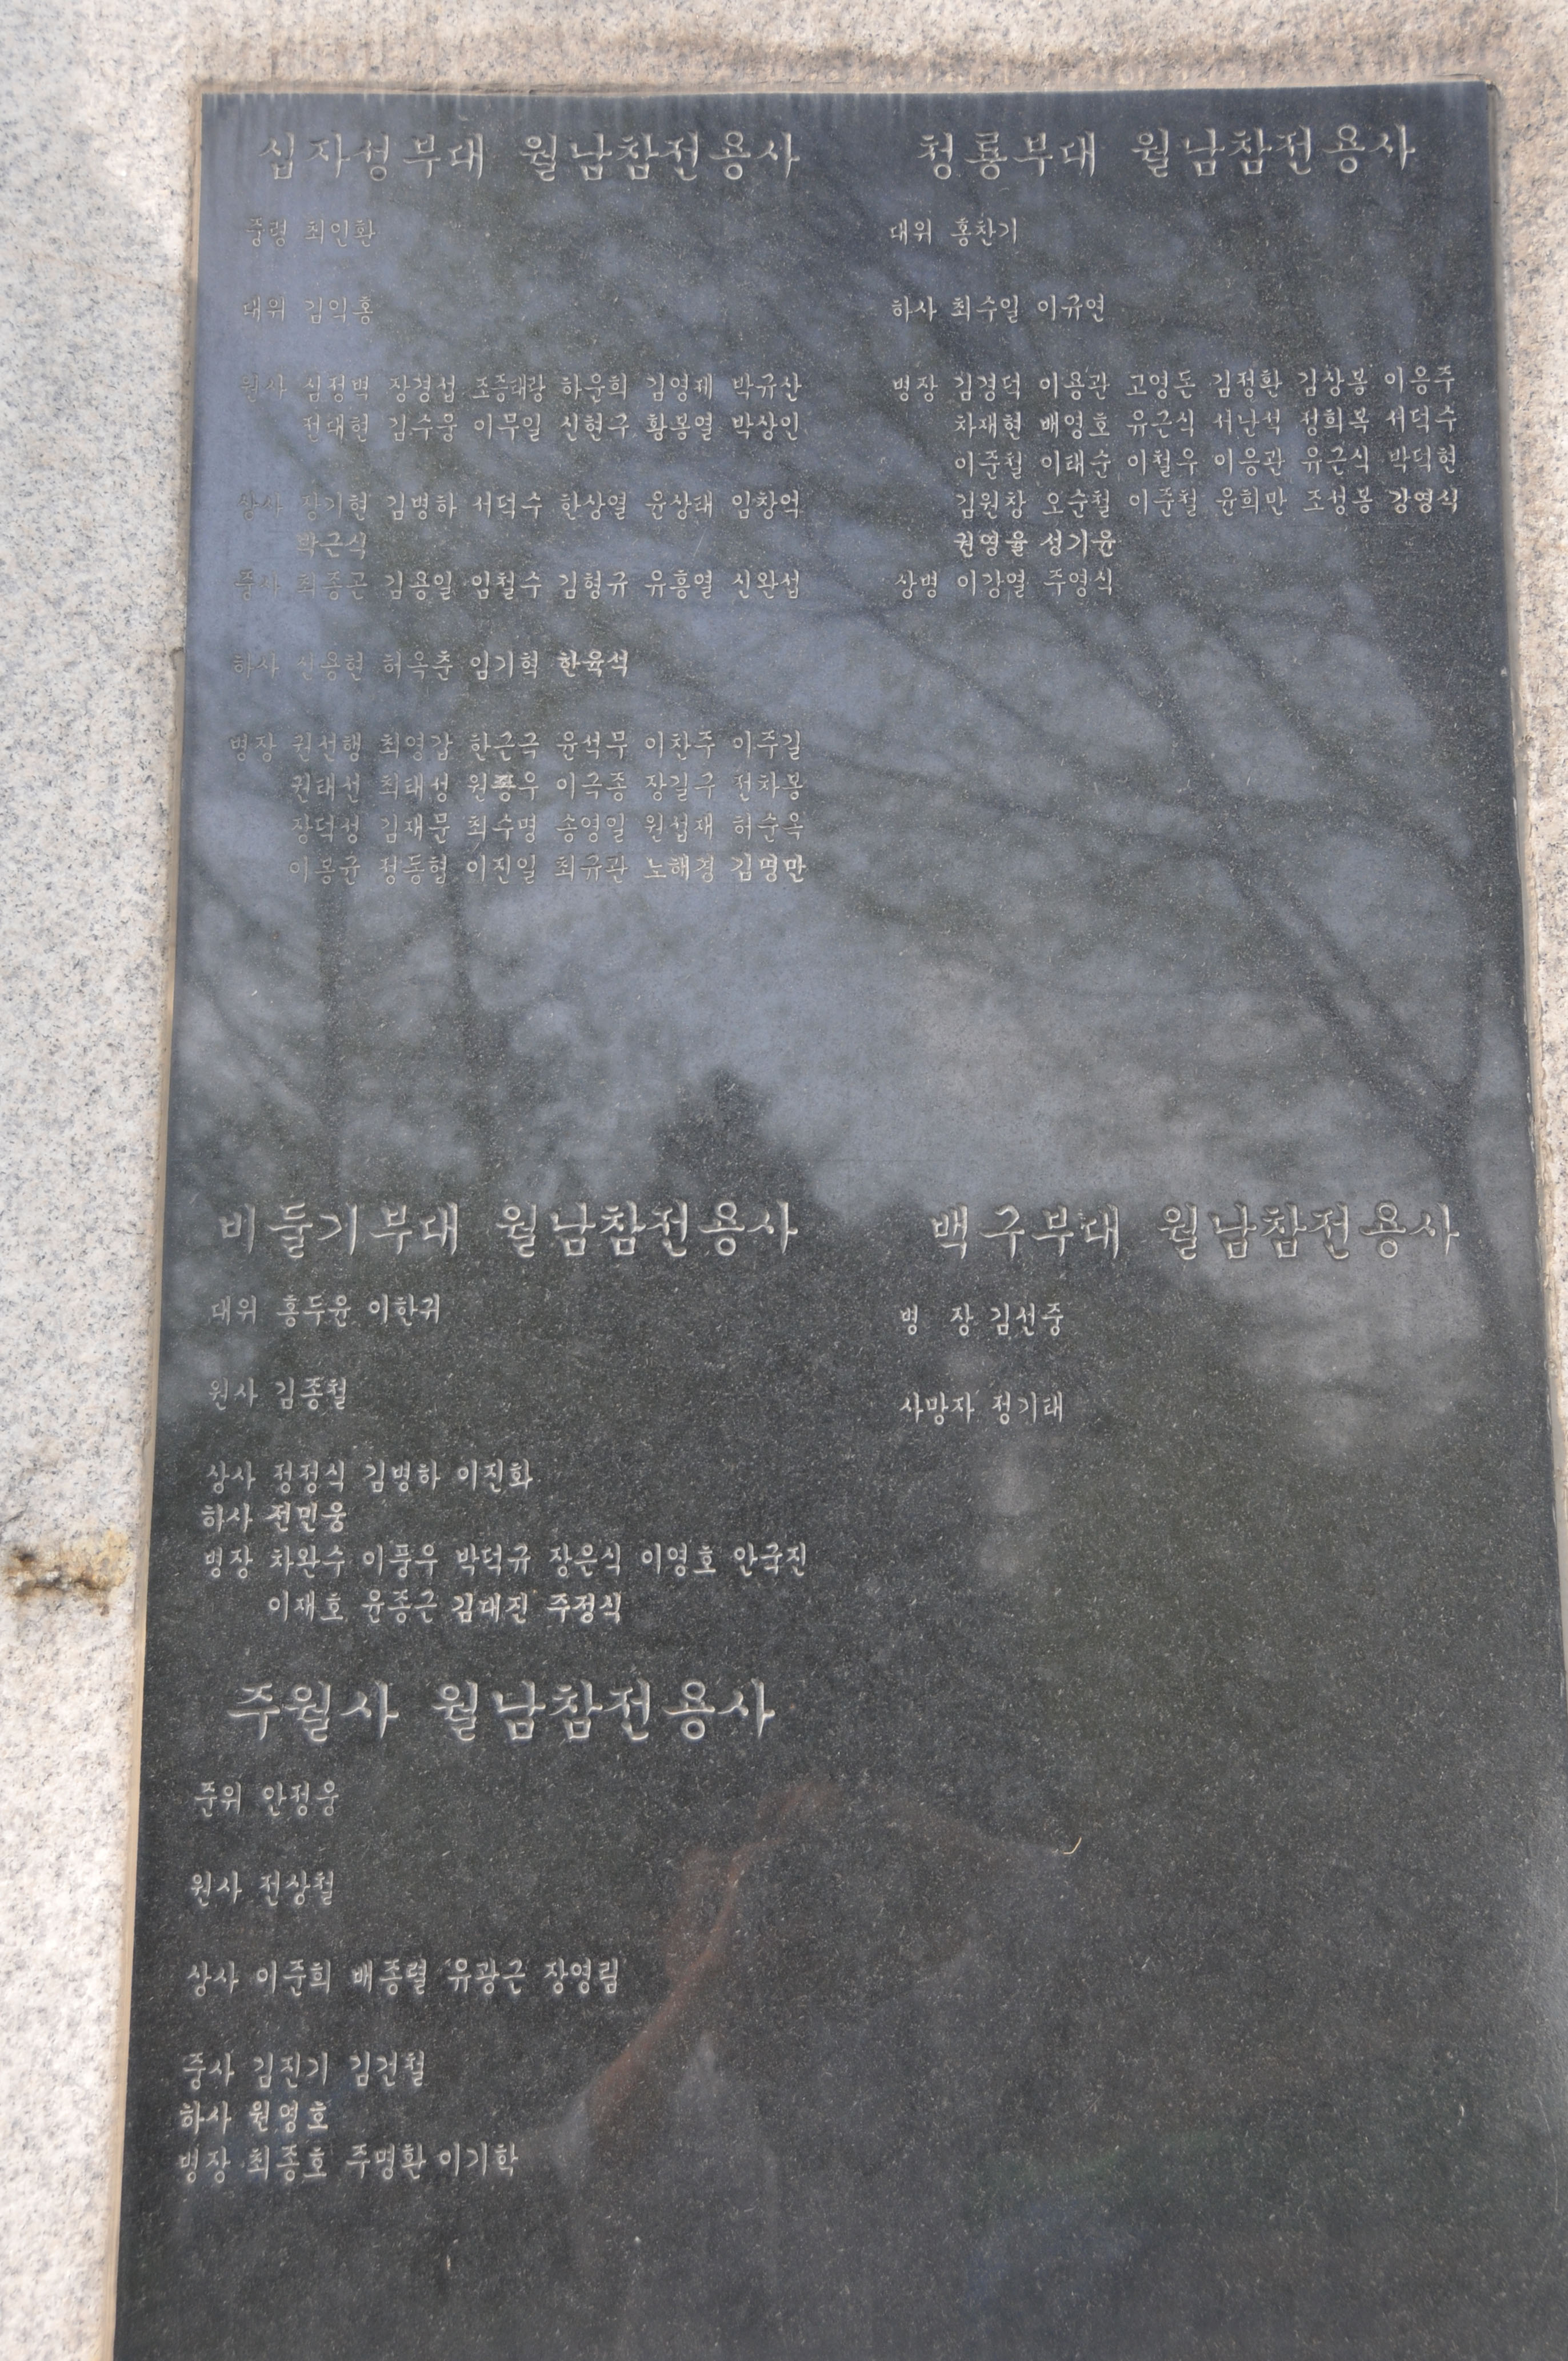 십자성부대 월남참전용사
중령 최인환
대위 김익홍
원사 심정벽 장경섭 조증태랑 하운희 김영제 박규산
전대현 김수웅 이무일 신현구 황봉열 박상인
상사 장기현 김병하 서덕수 한상열 윤상태 임창억
박근식
중사 최종곤 김용일 임철수 김형규 유흥열 신완섭
하사 신용현 허옥춘 임기혁 한육석
병장 권선행 최영감 한근극 윤석무 이찬주 이주길
권태선 최태성 원풍우 이극종 장길구 전차봉
장덕성 김재문 최수명 송영일 원섭재 허순옥
이봉균 정동협 이진일 최규관 노해경 김명만
청룡부대 월남참전용사
대위 홍찬기
하사 최수일 이규연
병장 김경덕 이용관 고영돈 김정환 김상봉 이응주
차재현 배영호 유근식 서난석 정희복 서덕수
이준철 이태순 이철우 이응관 유근식 박덕현
김원창 오순철 이준철 윤희만 조성봉 강영식
권영율 성기윤
상병 이강열 주영식
비둘기부대 월남참전용사
대위 홍두윤 이한귀
원사 김종철
상사 정정식 김병하 이진화
하사 전민웅
병장 차완수 이풍우 박덕규 장은식 이영호 안국진
이재호 윤종근 김대진 주정식
백구부대 월남참전용사
병 장 김선중
사망자 정기태
주월사 월남참전용사
준위 안정웅
원사 전상철
상사 이준희 배종렬 유광근 장영림
중사 김진기 김건철
하사 원영호
병장 최종호 주명환 이기학